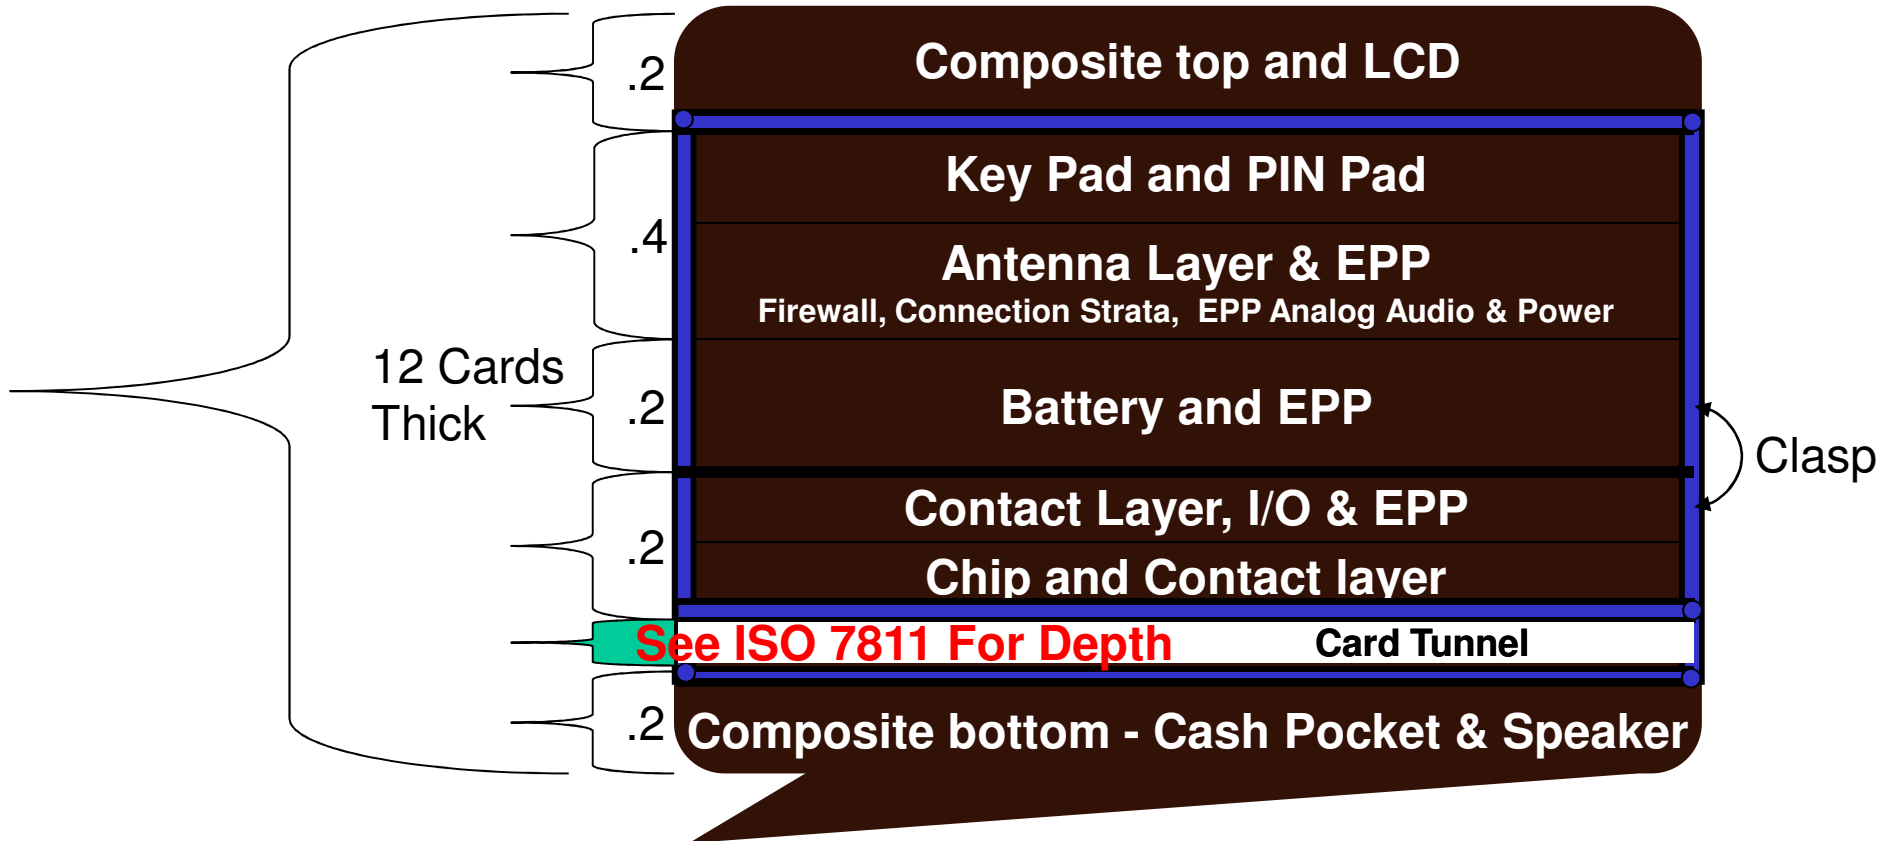 .2
Composite top and LCD
Key Pad and PIN Pad
.4
Antenna Layer & EPP
Firewall, Connection Strata, EPP Analog Audio & Power
12 Cards
Thick
.2
Battery and EPP
Clasp
Contact Layer, I/O & EPP
.2
Chip and Contact layer
See ISO 7811 For Depth
Card Tunnel
.2
Composite bottom - Cash Pocket & Speaker